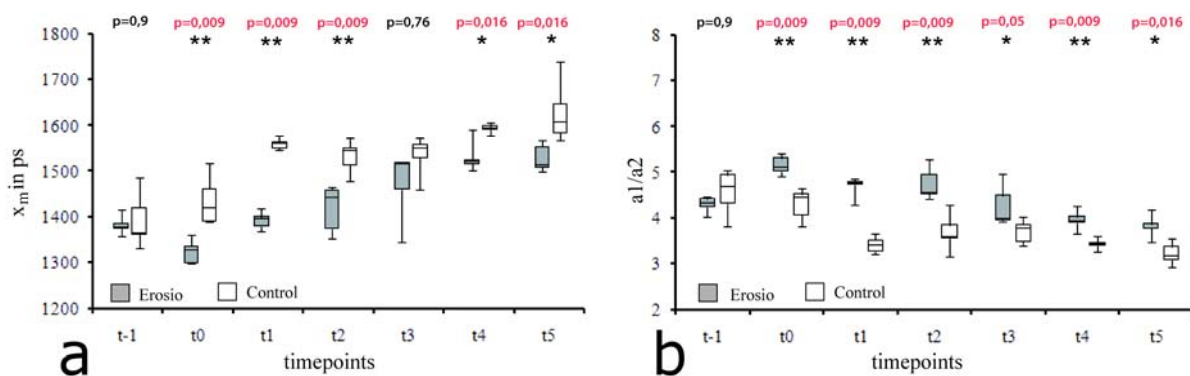 p=0,9 p=0,009 p=0,009 p=0,009 p=0,76 p=0,016 p=0,016
** ** ** * *
1800
1700
1600
1500
1400
1300
1200
xm in ps
Erosio Control
t-1 t0 t1 t2 t3 t4 t5
timepoints
a
p=0,9 p=0,009 p=0,009 p=0,009 p=0,05 p=0,009 p=0,016
** ** ** * ** *
8
7
6
5
4
3
2
a1/a2
Erosio Control
t-1 t0 t1 t2 t3 t4 t5
timepoints
b